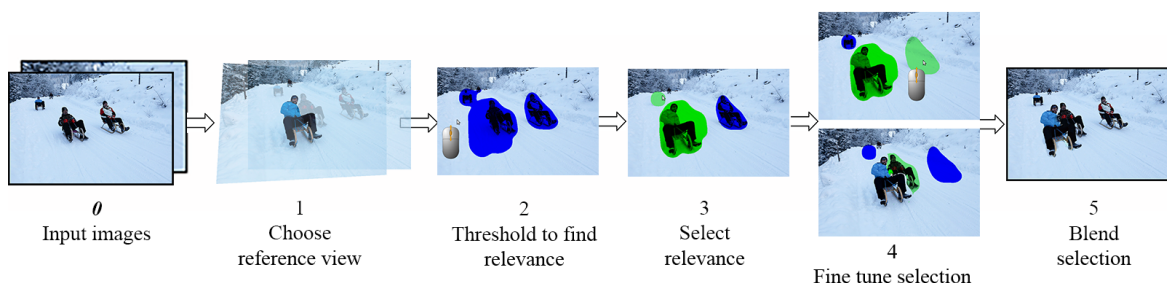 0
Input images
1
Choose
reference view
2
Threshold to find
relevance
3
Select
relevance
4
Fine tune selection
5
Blend
selection